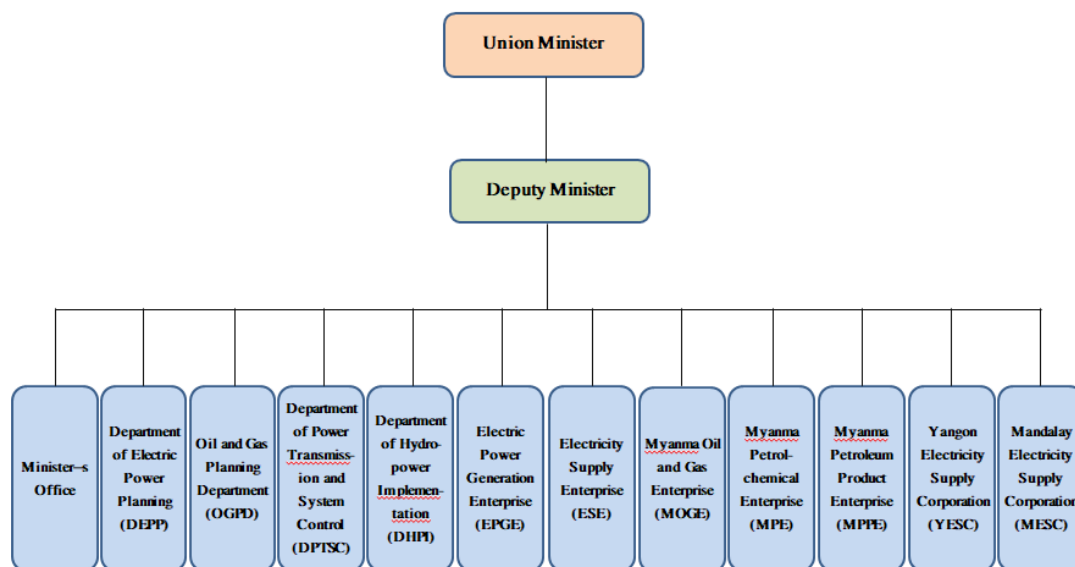 Union Minister
Deputy Minister
Minister–s
Office
Department
of Electric
Power
Planning
(DEPP)
Oil and Gas
Planning
Department
(OGPD)
Department
of Power
Transmiss-
ion and
System
Control
(DPTSC)
Department
of Hydro-
power
Implemen-
tation
(DHPI)
Electric
Power
Generation
Enterprise
(EPGE)
Electricity
Supply
Enterprise
(ESE)
Myanma Oil
and Gas
Enterprise
(MOGE)
Myanma
Petrol-
chemical
Enterprise
(MPE)
Myanma
Petroleum
Product
Enterprise
(MPPE)
Yangon
Electricity
Supply
Corporation
(YESC)
Mandalay
Electricity
Supply
Corporation
(MESC)